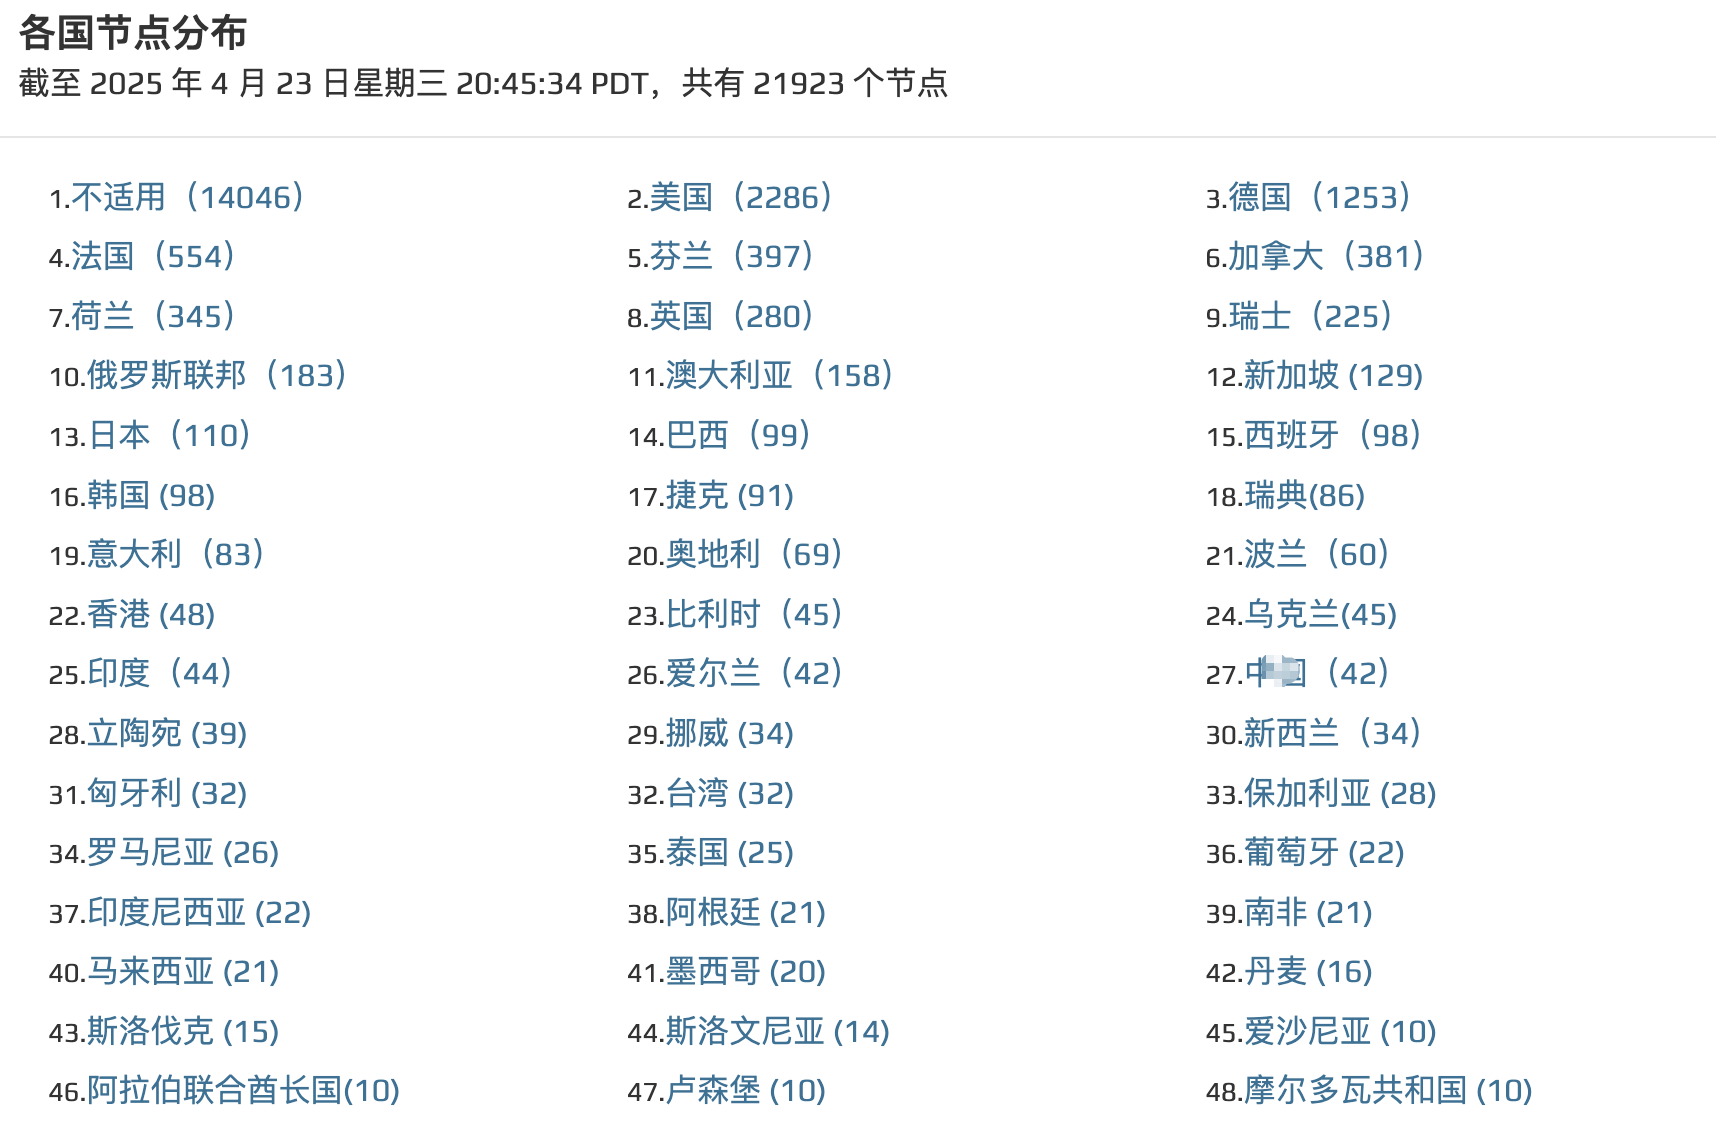 各国节点分布
截至 2025 年 4 月 23 日星期三 20:45:34 PDT，共有 21923 个节点
1.不适用（14046） 2.美国（2286） 3.德国（1253）
4.法国（554） 5.芬兰（397） 6.加拿大（381）
7.荷兰（345） 8.英国（280） 9.瑞士（225）
10.俄罗斯联邦（183） 11.澳大利亚（158） 12.新加坡 (129)
13.日本（110） 14.巴西（99） 15.西班牙（98）
16.韩国 (98) 17.捷克 (91) 18.瑞典(86)
19.意大利（83） 20.奥地利（69） 21.波兰（60）
22.香港 (48) 23.比利时（45） 24.乌克兰(45)
25.印度（44） 26.爱尔兰（42） 27.中国（42）
28.立陶宛 (39) 29.挪威 (34) 30.新西兰（34）
31.匈牙利 (32) 32.台湾 (32) 33.保加利亚 (28)
34.罗马尼亚 (26) 35.泰国 (25) 36.葡萄牙 (22)
37.印度尼西亚 (22) 38.阿根廷 (21) 39.南非 (21)
40.马来西亚 (21) 41.墨西哥 (20) 42.丹麦 (16)
43.斯洛伐克 (15) 44.斯洛文尼亚 (14) 45.爱沙尼亚 (10)
46.阿拉伯联合酋长国(10) 47.卢森堡 (10) 48.摩尔多瓦共和国 (10)